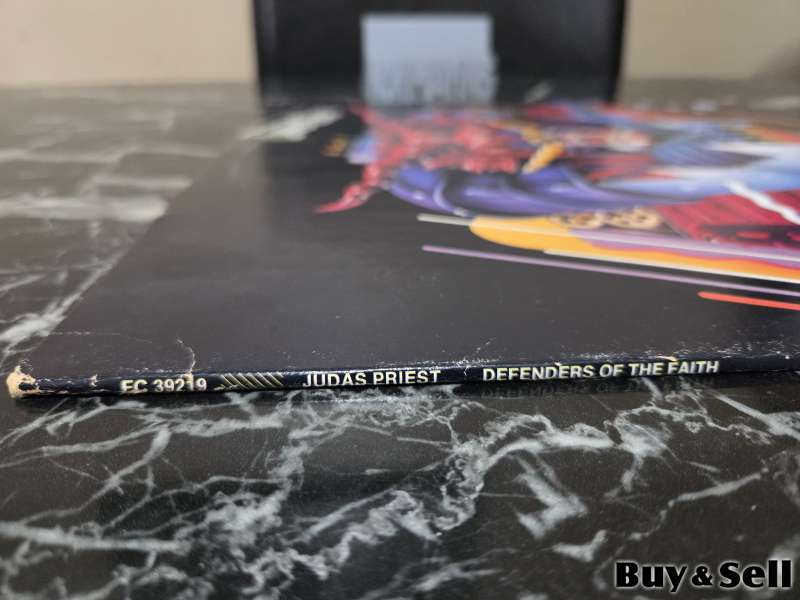 FC 39219 JUDAS PRIEST DEFENDERS OF THE FAITH
Buy & Sell